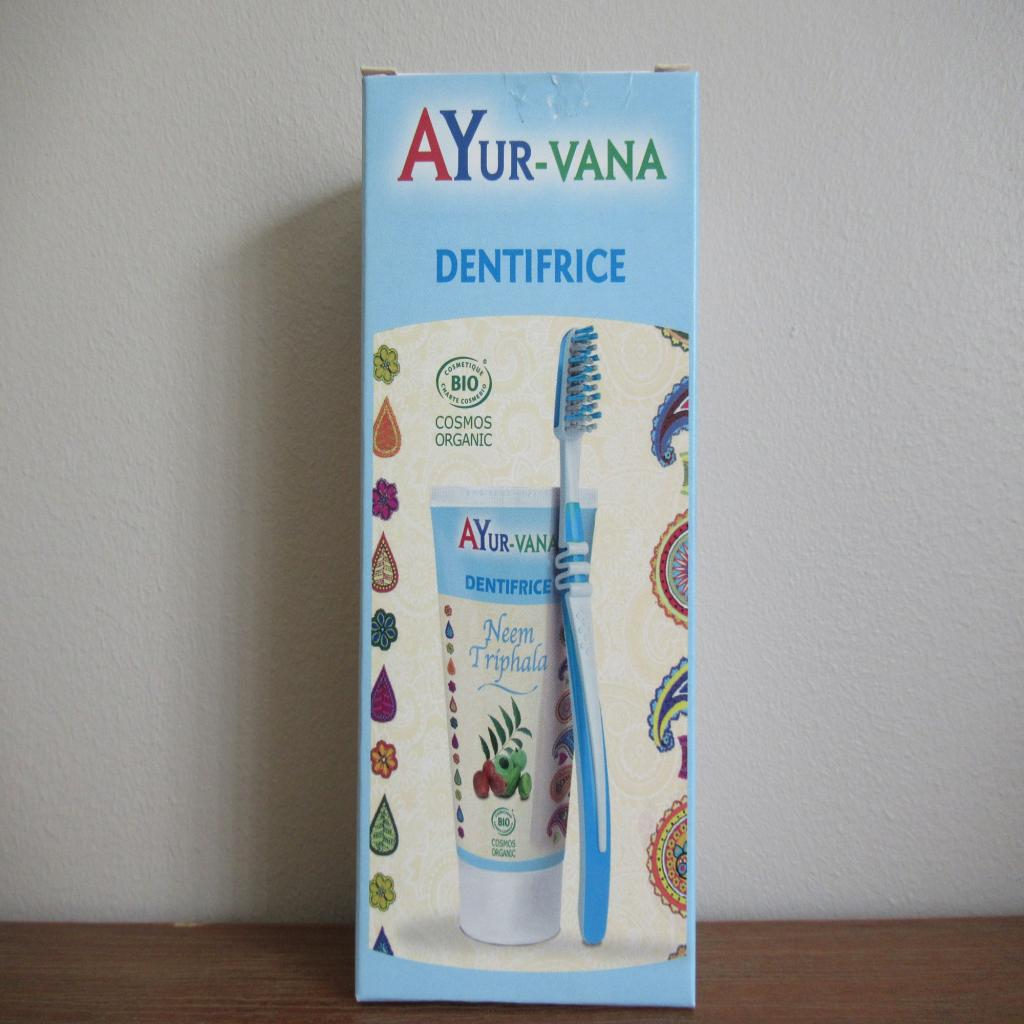 AYUR-VANA
DENTIFRICE
COSMETIQUE
BIO
CHARTE COSMEBIO
COSMOS
ORGANIC
AYUR-VANA
DENTIFRICE
Neem
Triphala
BIO
COSMOS
ORGANIC